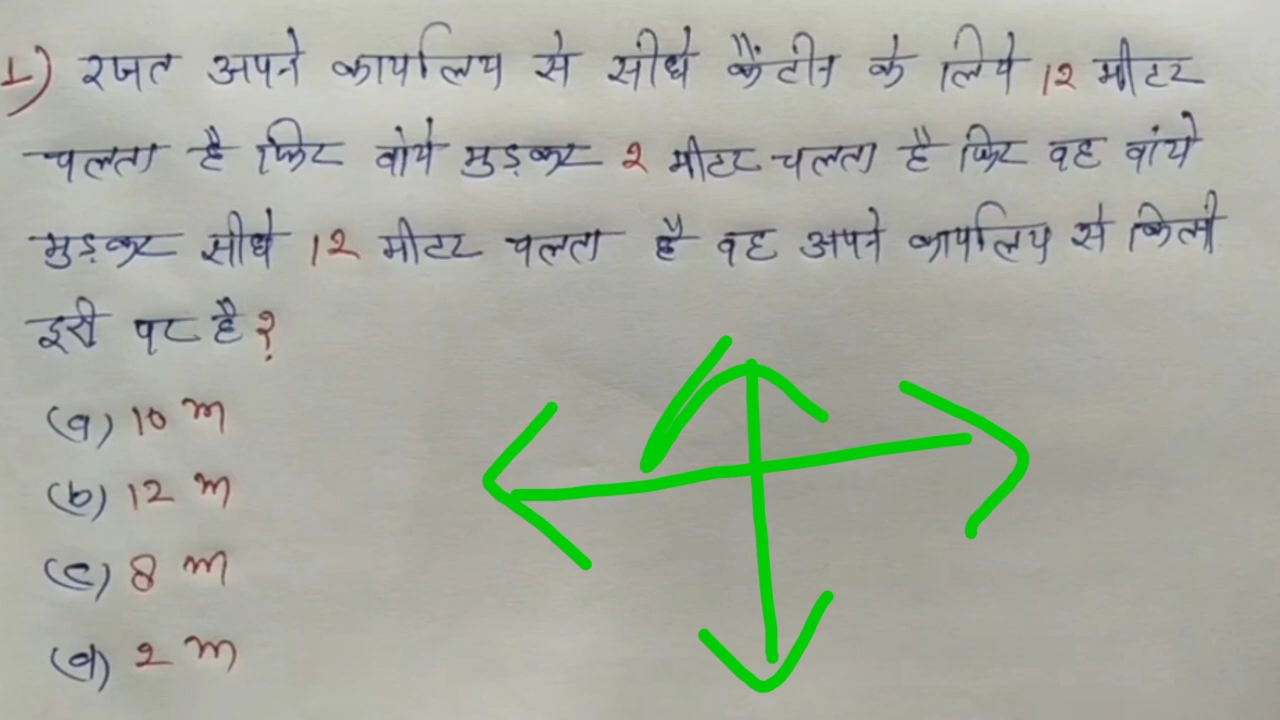 1) रजत अपने कार्यालय से सीधे कैंटीन के लिये 12 मीटर
चलता है फिर वांये मुड़कर 2 मीटर चलता है फिर वह वांये
मुड़कर सीधे 12 मीटर चलता है वह अपने कार्यालय से कितनी
दूरी पर है?
(a) 10 m
(b) 12 m
(c) 8 m
(d) 2 m